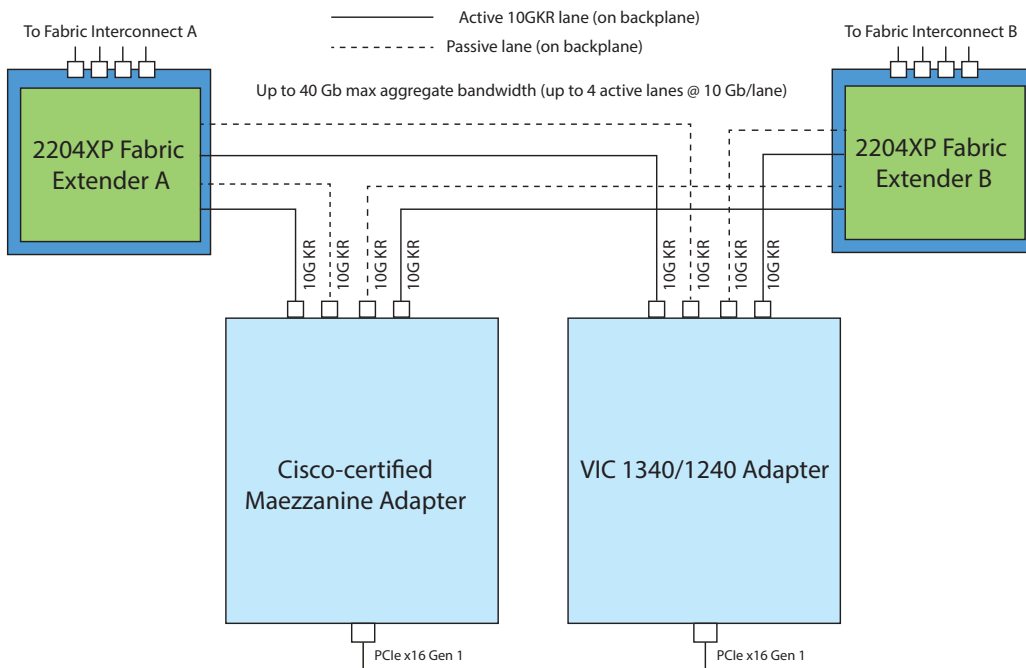 Active 10GKR lane (on backplane)
To Fabric Interconnect A
To Fabric Interconnect B
Passive lane (on backplane)
Up to 40 Gb max aggregate bandwidth (up to 4 active lanes @ 10 Gb/lane)
2204XP Fabric
Extender A
2204XP Fabric
Extender B
10G KR
10G KR
10G KR
10G KR
10G KR
10G KR
10G KR
10G KR
Cisco-certified
Maezzanine Adapter
VIC 1340/1240 Adapter
PCIe x16 Gen 1
PCIe x16 Gen 1